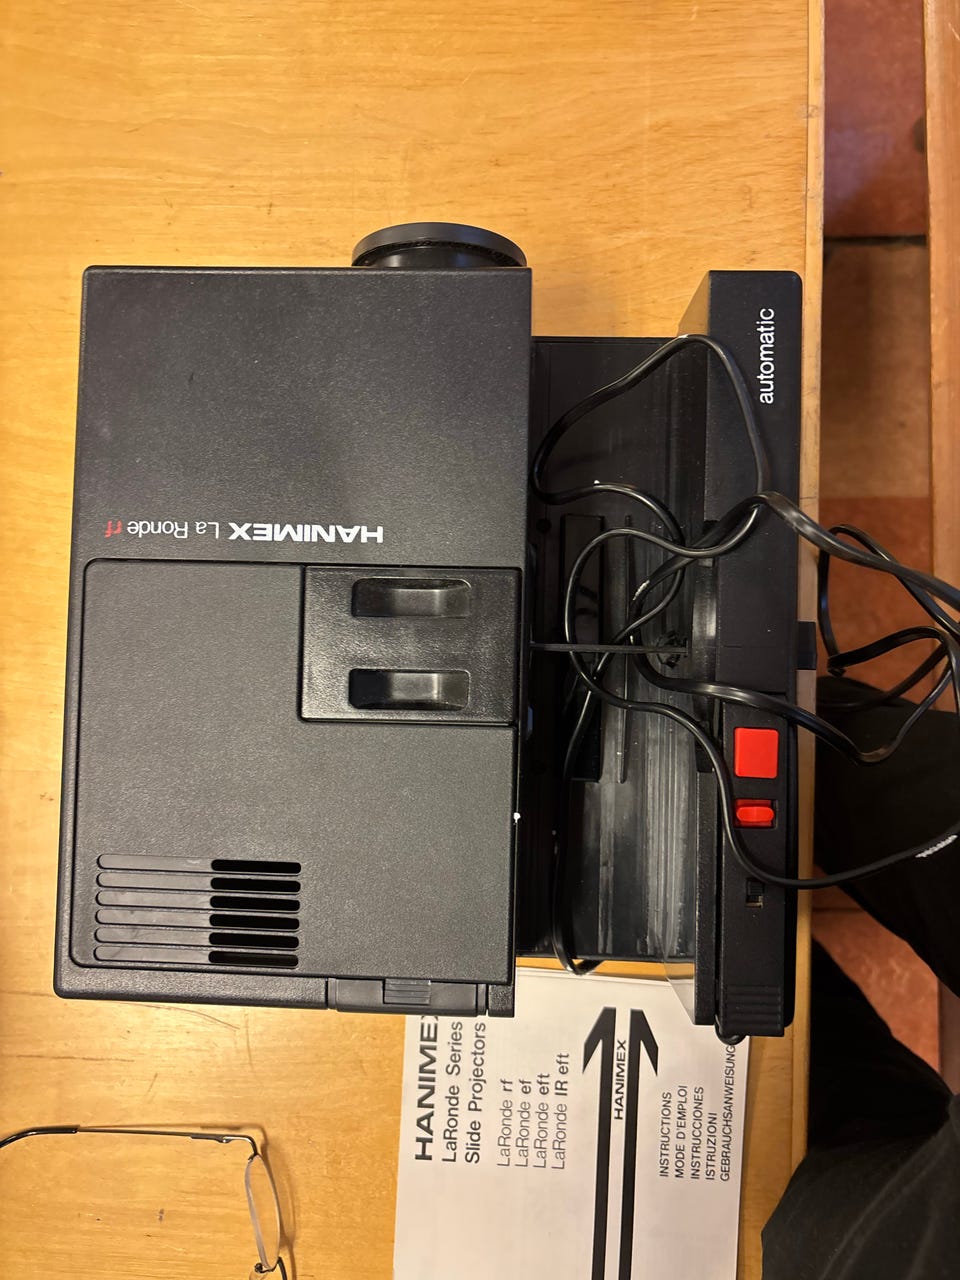 HANIMEX La Ronde rf
automatic
HANIMEX
LaRonde Series
Slide Projectors
LaRonde rf
LaRonde ef
LaRonde eft
LaRonde IR eft
HANIMEX
INSTRUCTIONS
MODE D'EMPLOI
INSTRUCCIONES
ISTRUZIONI
GEBRAUCHSANWEISUNG